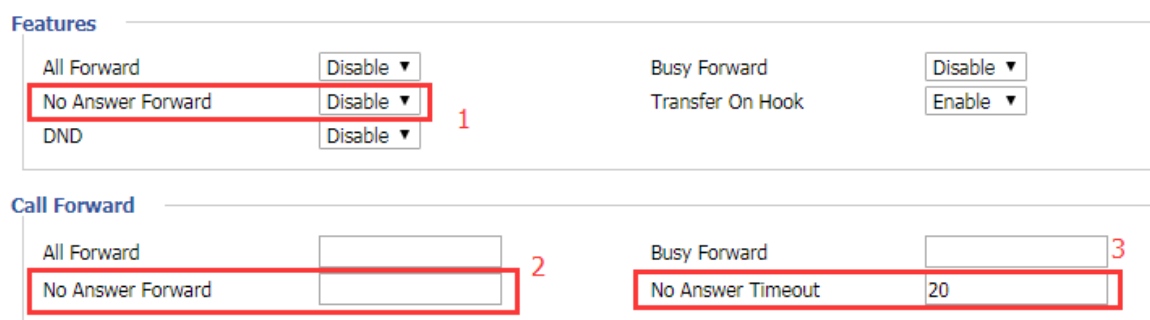 Features
All Forward Disable Busy Forward Disable
No Answer Forward Disable Transfer On Hook Enable
1
DND Disable
Call Forward
All Forward Busy Forward 3
2
No Answer Forward No Answer Timeout 20